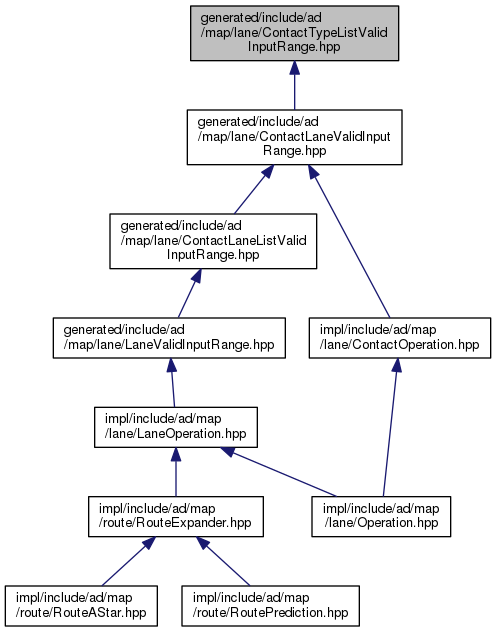 generated/include/ad
/map/lane/ContactTypeListValid
InputRange.hpp
generated/include/ad
/map/lane/ContactLaneValidInput
Range.hpp
generated/include/ad
/map/lane/ContactLaneListValid
InputRange.hpp
generated/include/ad
/map/lane/LaneValidInputRange.hpp
impl/include/ad/map
/lane/ContactOperation.hpp
impl/include/ad/map
/lane/LaneOperation.hpp
impl/include/ad/map
/route/RouteExpander.hpp
impl/include/ad/map
/lane/Operation.hpp
impl/include/ad/map
/route/RouteAStar.hpp
impl/include/ad/map
/route/RoutePrediction.hpp